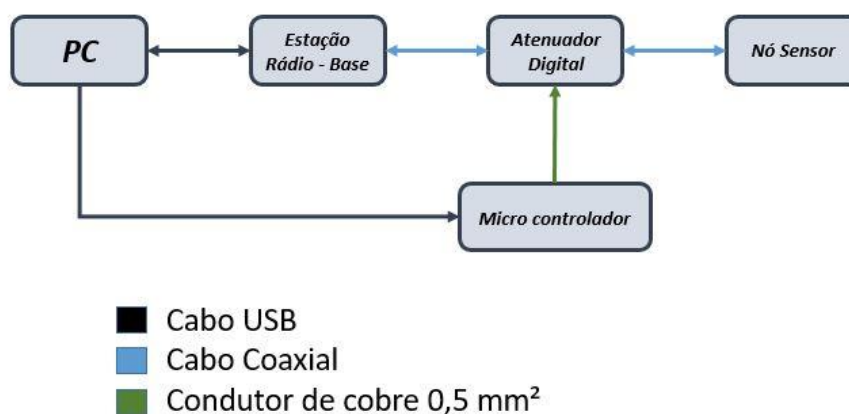 PC
Estação
Rádio - Base
Atenuador
Digital
Nó Sensor
Micro controlador
Cabo USB
Cabo Coaxial
Condutor de cobre 0,5 mm²